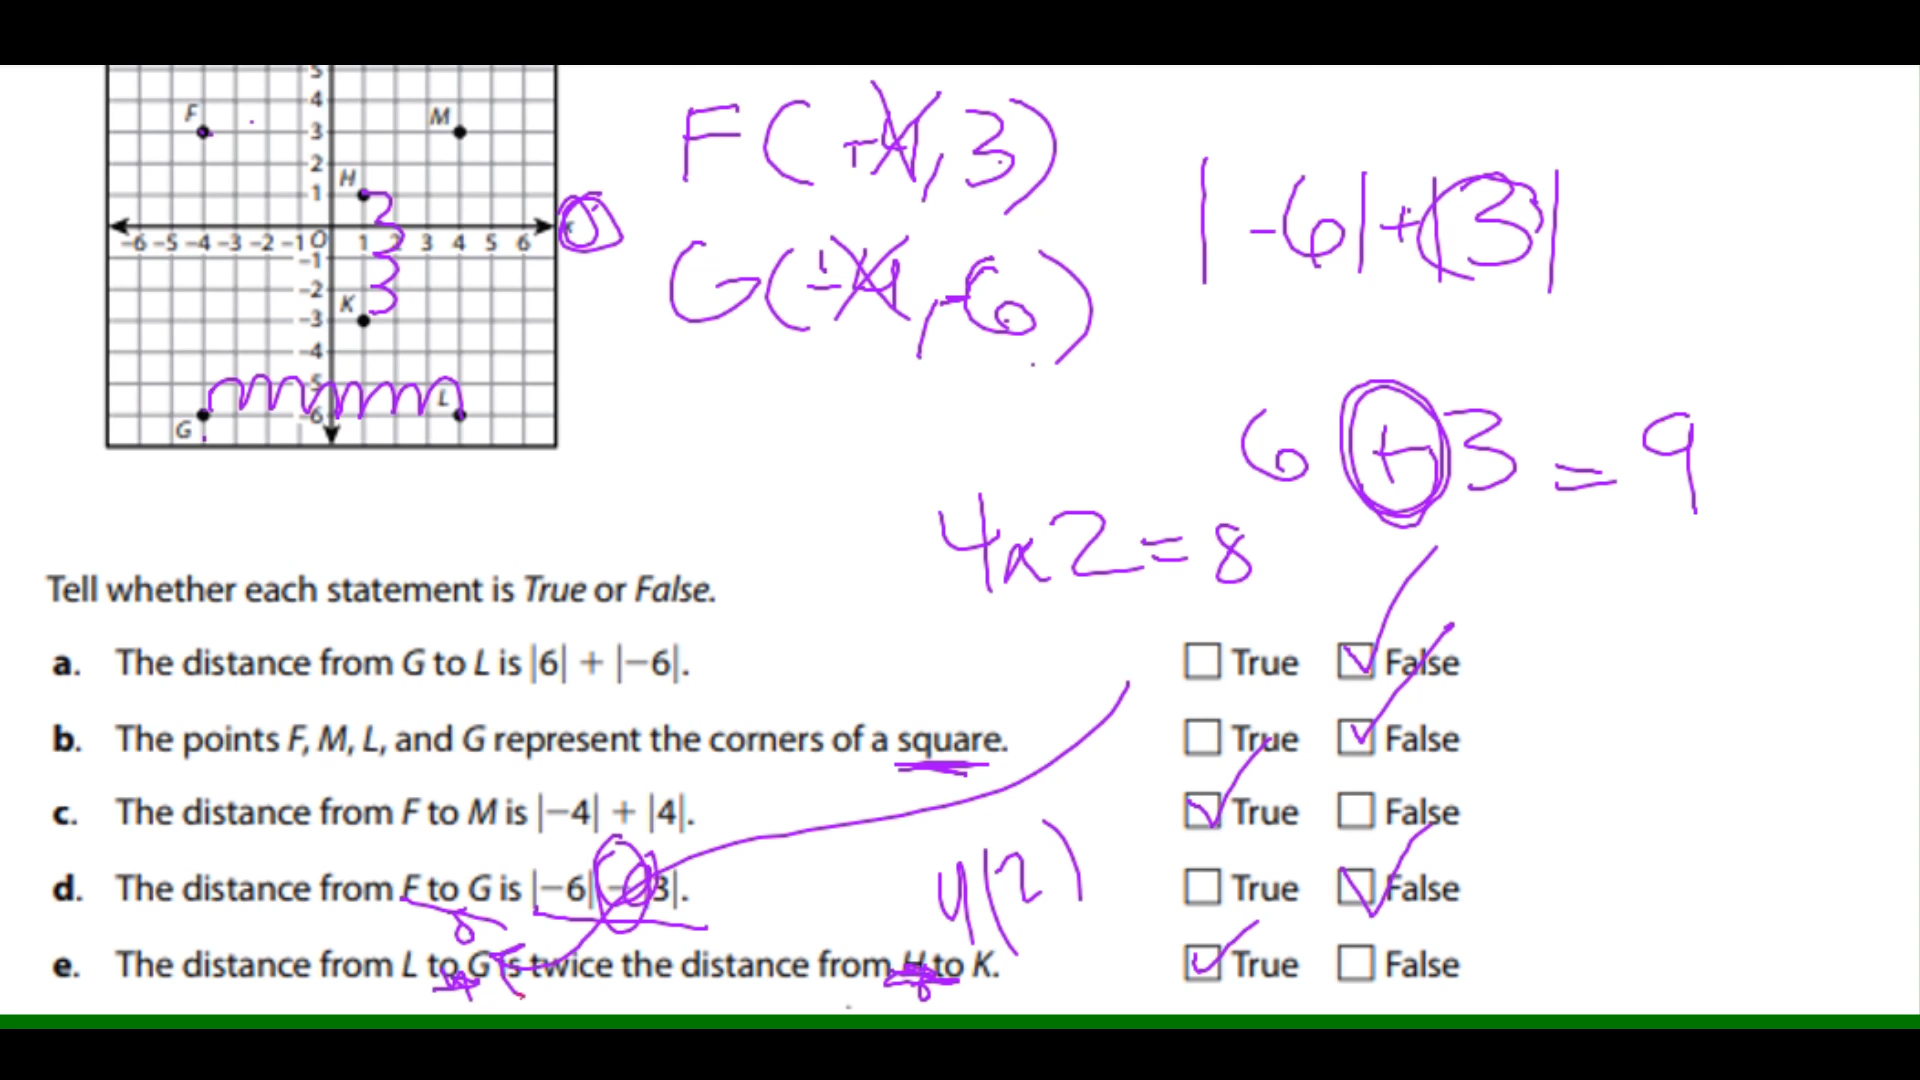 5
4
F M
3
2
H
1
-6 -5 -4 -3 -2 -1 O 1 2 3 4 5 6
-1
-2
K
-3
-4
-5
L
-6
G
F( -4, 3)
G( -4, -6)
|-6|+|3|
6 + 3 = 9
4x2=8
Tell whether each statement is True or False.
a. The distance from G to L is |6| + |−6|. True False
b. The points F, M, L, and G represent the corners of a square. True False
c. The distance from F to M is |−4| + |4|. True False
d. The distance from F to G is |−6| − |3|. True False
8
4(2)
e. The distance from L to G is twice the distance from H to K. True False